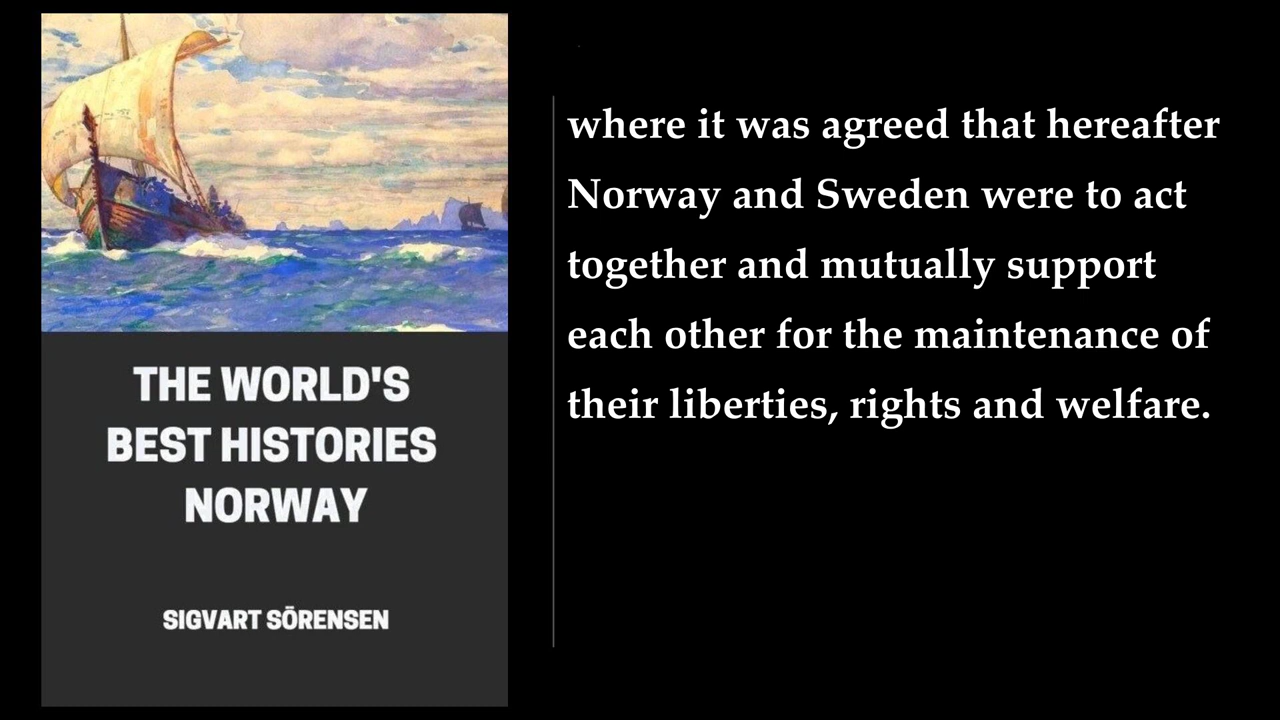 THE WORLD'S
BEST HISTORIES
NORWAY
SIGVART SÖRENSEN
where it was agreed that hereafter
Norway and Sweden were to act
together and mutually support
each other for the maintenance of
their liberties, rights and welfare.